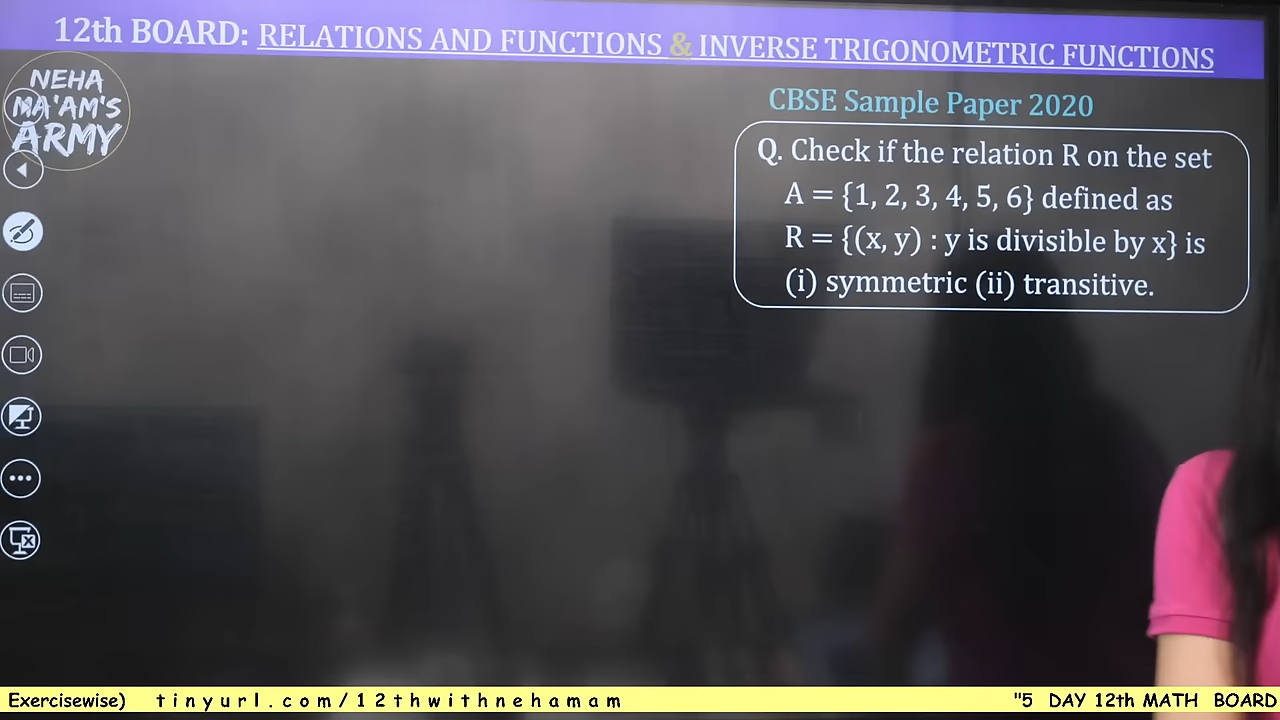 12th BOARD: RELATIONS AND FUNCTIONS & INVERSE TRIGONOMETRIC FUNCTIONS
NEHA
MA'AM'S
ARMY
CBSE Sample Paper 2020
Q. Check if the relation R on the set
A = {1, 2, 3, 4, 5, 6} defined as
R = {(x, y) : y is divisible by x} is
(i) symmetric (ii) transitive.
Exercisewise) tinyurl.com/12thwithnehamam "5 DAY 12th MATH BOARD